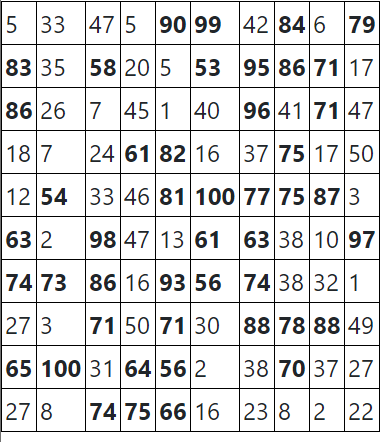 5 33 47 5 90 99 42 84 6 79
83 35 58 20 5 53 95 86 71 17
86 26 7 45 1 40 96 41 71 47
18 7 24 61 82 16 37 75 17 50
12 54 33 46 81 100 77 75 87 3
63 2 98 47 13 61 63 38 10 97
74 73 86 16 93 56 74 38 32 1
27 3 71 50 71 30 88 78 88 49
65 100 31 64 56 2 38 70 37 27
27 8 74 75 66 16 23 8 2 22